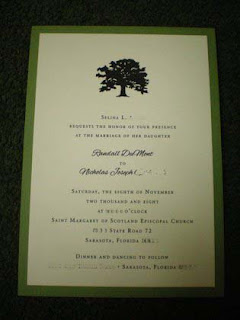 Selina L.
requests the honor of your presence
at the marriage of her daughter
Randall DuMont
to
Nicholas Joseph
Saturday, the eighth of November
two thousand and eight
at o'clock
Saint Margaret of Scotland Episcopal Church
State Road 72
Sarasota, Florida
Dinner and dancing to follow
Sarasota, Florida